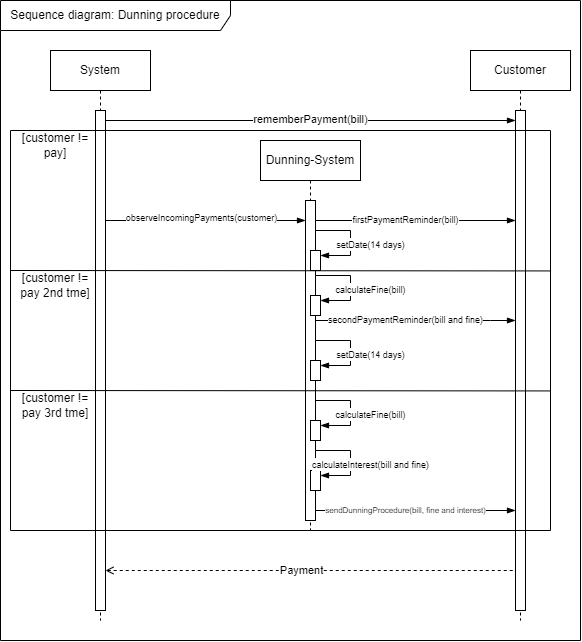 Sequence diagram: Dunning procedure
System
Customer
rememberPayment(bill)
[customer !=
pay]
Dunning-System
observeIncomingPayments(customer)
firstPaymentReminder(bill)
setDate(14 days)
[customer !=
pay 2nd tme]
calculateFine(bill)
secondPaymentReminder(bill and fine)
setDate(14 days)
[customer !=
pay 3rd tme]
calculateFine(bill)
calculateInterest(bill and fine)
sendDunningProcedure(bill, fine and interest)
Payment